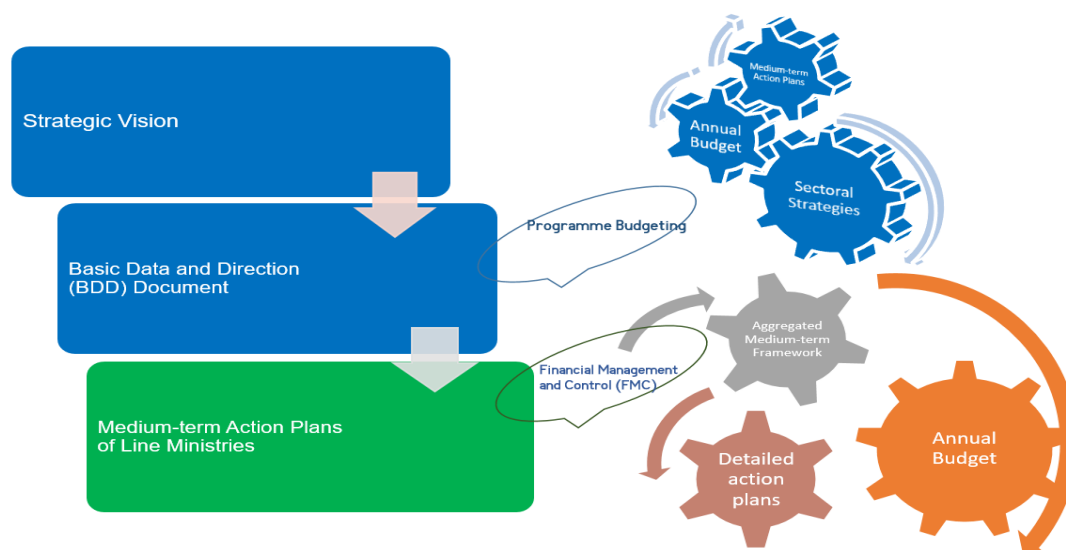 Strategic Vision
Basic Data and Direction
(BDD) Document
Medium-term Action Plans
of Line Ministries
Programme Budgeting
Financial Management
and Control (FMC)
Medium-term
Action Plans
Annual
Budget
Sectoral
Strategies
Aggregated
Medium-term
Framework
Detailed
action
plans
Annual
Budget